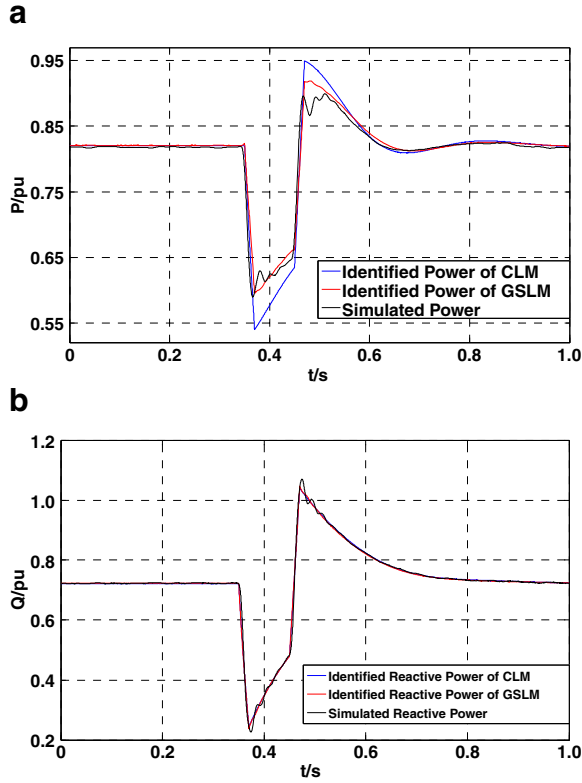 a
0.95
0.85
0.75
0.65
0.55
P/pu
Identified Power of CLM
Identified Power of GSLM
Simulated Power
0 0.2 0.4 0.6 0.8 1.0
t/s
b
1.2
1.0
0.8
0.6
0.4
0.2
Q/pu
Identified Reactive Power of CLM
Identified Reactive Power of GSLM
Simulated Reactive Power
0 0.2 0.4 0.6 0.8 1.0
t/s